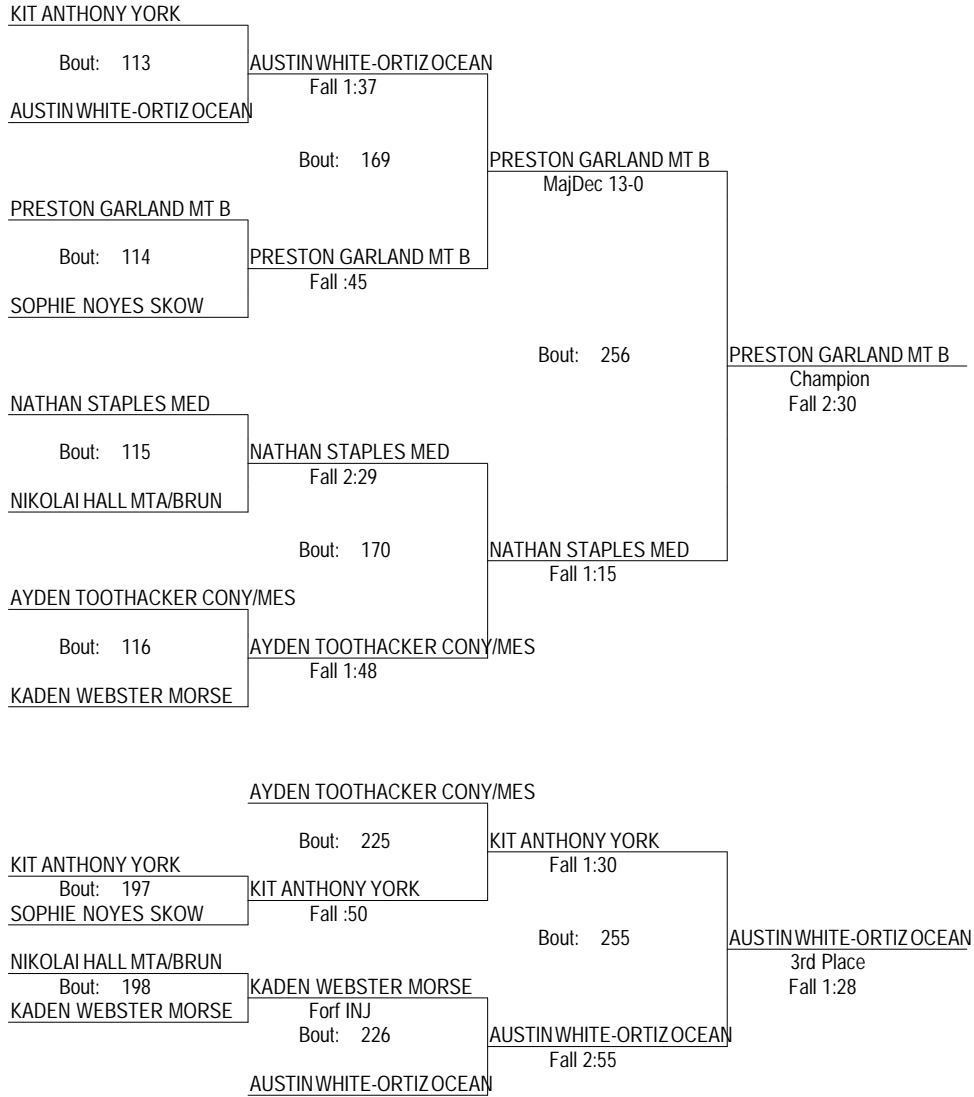 KIT ANTHONY YORK
Bout: 113
AUSTIN WHITE-ORTIZ OCEAN
Fall 1:37
AUSTIN WHITE-ORTIZ OCEAN
Bout: 169
PRESTON GARLAND MT B
MajDec 13-0
PRESTON GARLAND MT B
Bout: 114
PRESTON GARLAND MT B
Fall :45
SOPHIE NOYES SKOW
Bout: 256
PRESTON GARLAND MT B
Champion
Fall 2:30
NATHAN STAPLES MED
Bout: 115
NATHAN STAPLES MED
Fall 2:29
NIKOLAI HALL MTA/BRUN
Bout: 170
NATHAN STAPLES MED
Fall 1:15
AYDEN TOOTHACKER CONY/MES
Bout: 116
AYDEN TOOTHACKER CONY/MES
Fall 1:48
KADEN WEBSTER MORSE
AYDEN TOOTHACKER CONY/MES
Bout: 225
KIT ANTHONY YORK
Fall 1:30
KIT ANTHONY YORK
Bout: 197
KIT ANTHONY YORK
Fall :50
SOPHIE NOYES SKOW
Bout: 255
AUSTIN WHITE-ORTIZ OCEAN
3rd Place
Fall 1:28
NIKOLAI HALL MTA/BRUN
Bout: 198
KADEN WEBSTER MORSE
KADEN WEBSTER MORSE
Forf INJ
Bout: 226
AUSTIN WHITE-ORTIZ OCEAN
Fall 2:55
AUSTIN WHITE-ORTIZ OCEAN